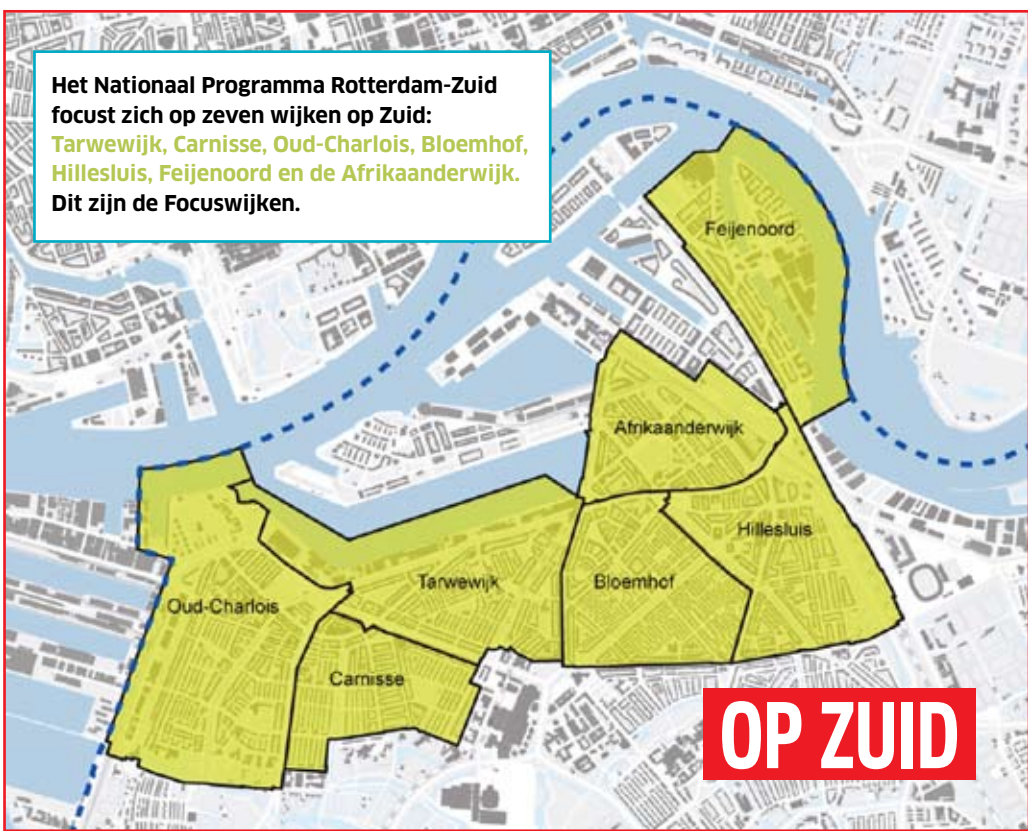 Het Nationaal Programma Rotterdam-Zuid
focust zich op zeven wijken op Zuid:
Tarwewijk, Carnisse, Oud-Charlois, Bloemhof,
Hillesluis, Feijenoord en de Afrikaanderwijk.
Dit zijn de Focuswijken.
Feijenoord
Afrikaanderwijk
Hillesluis
Tarwewijk
Bloemhof
Oud-Charlois
Carnisse
OP ZUID